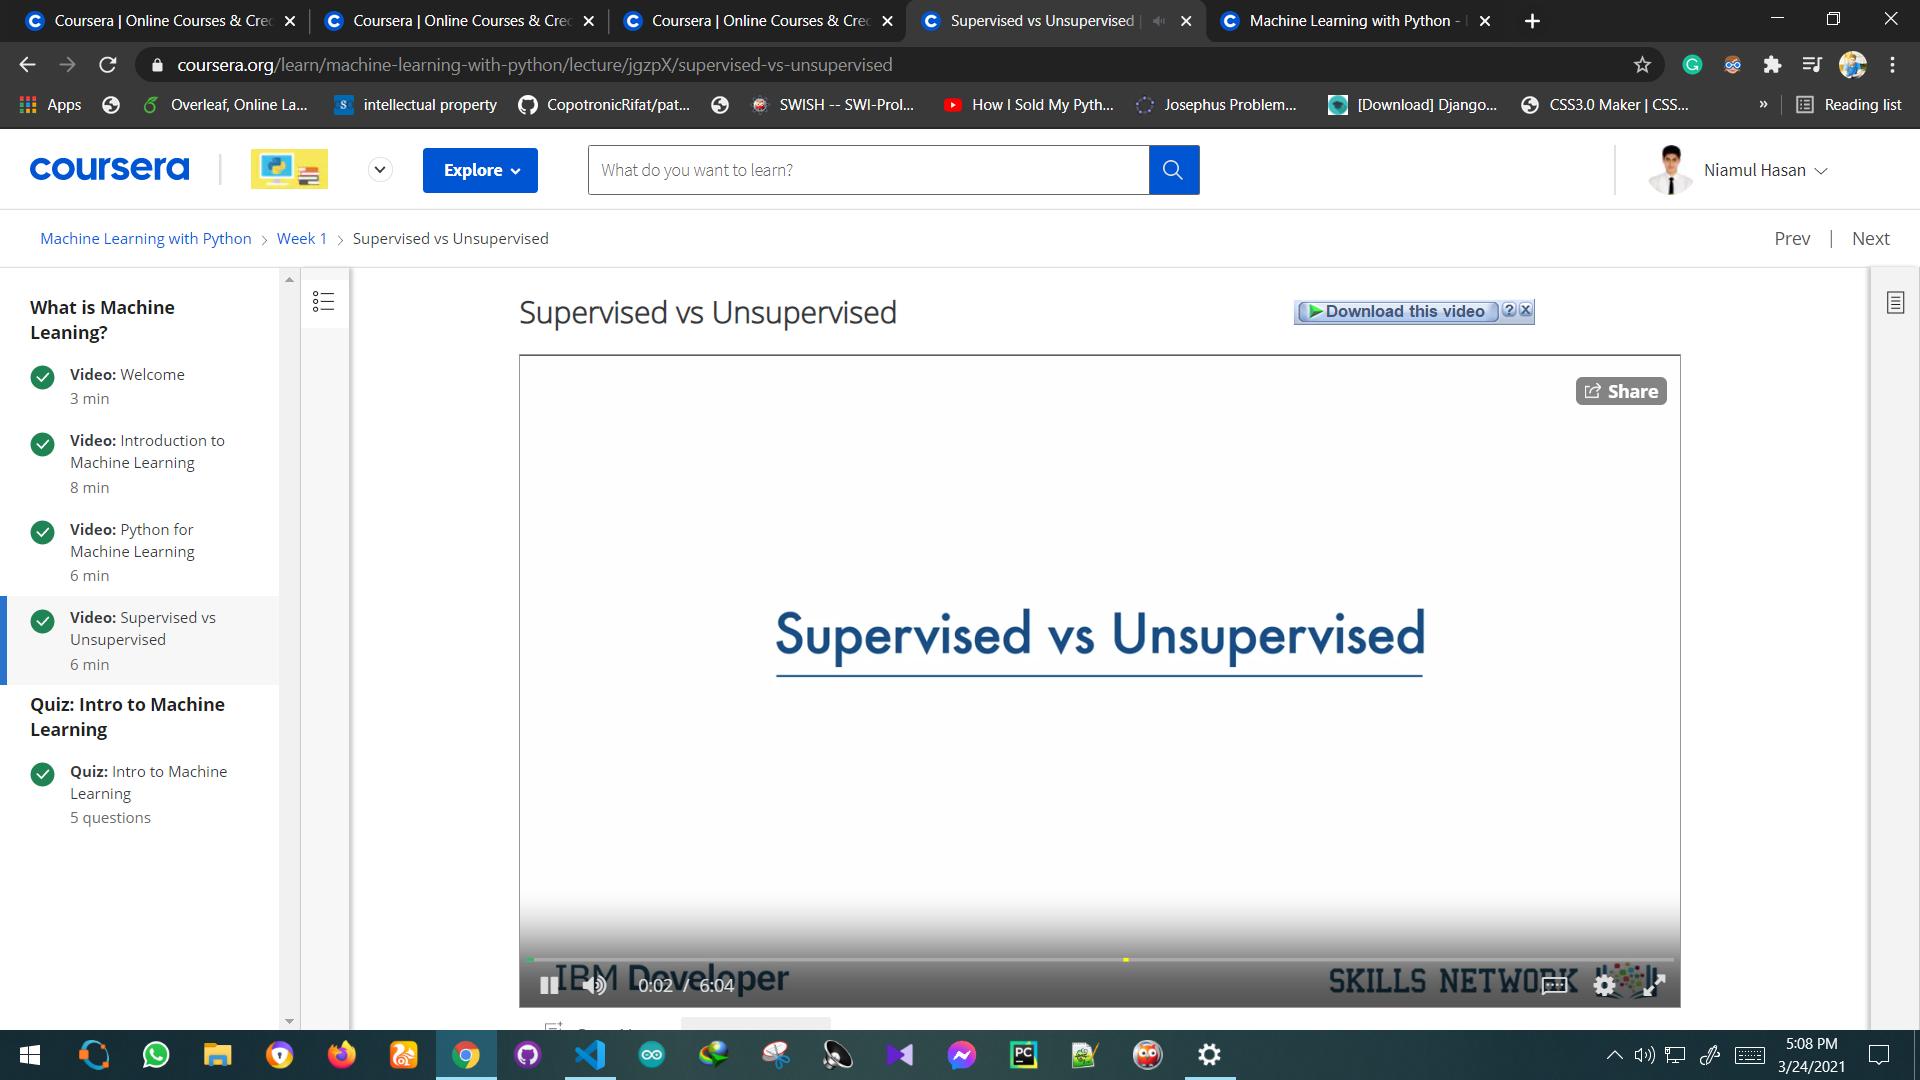 Coursera | Online Courses & Cre
Coursera | Online Courses & Cre
Coursera | Online Courses & Cre
Supervised vs Unsupervised |
Machine Learning with Python -
coursera.org/learn/machine-learning-with-python/lecture/jgzpX/supervised-vs-unsupervised
Apps
Overleaf, Online La...
intellectual property
CopotronicRifat/pat...
SWISH -- SWI-Prol...
How I Sold My Pyth...
Josephus Problem...
[Download] Django...
CSS3.0 Maker | CSS...
»
Reading list
coursera
Explore
What do you want to learn?
Niamul Hasan
Machine Learning with Python > Week 1 > Supervised vs Unsupervised
Prev | Next
What is Machine
Leaning?
Video: Welcome
3 min
Video: Introduction to
Machine Learning
8 min
Video: Python for
Machine Learning
6 min
Video: Supervised vs
Unsupervised
6 min
Quiz: Intro to Machine
Learning
Quiz: Intro to Machine
Learning
5 questions
Supervised vs Unsupervised
Download this video ? X
Share
Supervised vs Unsupervised
IBM Developer
0:02 / 6:04
SKILLS NETWORK
PC
5:08 PM
3/24/2021